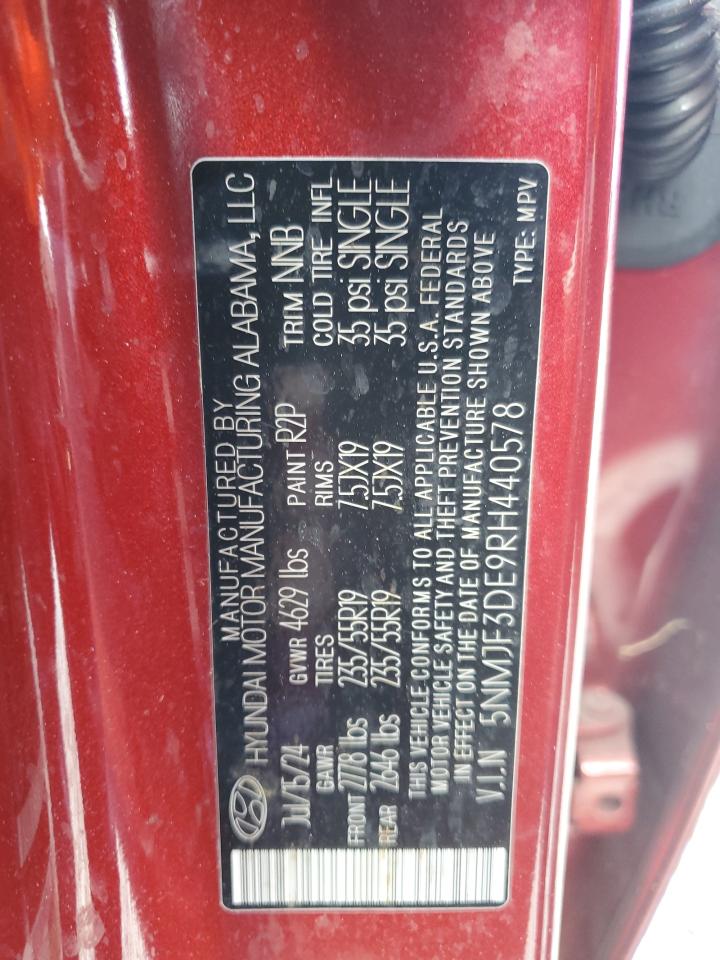 MANUFACTURED BY
HYUNDAI MOTOR MANUFACTURING ALABAMA, LLC
JUL/15/24 GVWR 4629 lbs PAINT R2P TRIM NNB
GAWR TIRES RIMS COLD TIRE INFL
FRONT 2778 lbs 235/55R19 7.5JX19 35 psi SINGLE
REAR 2646 lbs 235/55R19 7.5JX19 35 psi SINGLE
THIS VEHICLE CONFORMS TO ALL APPLICABLE U.S.A. FEDERAL
MOTOR VEHICLE SAFETY AND THEFT PREVENTION STANDARDS
IN EFFECT ON THE DATE OF MANUFACTURE SHOWN ABOVE
V.I.N 5NMJF3DE9RH440578
TYPE: MPV